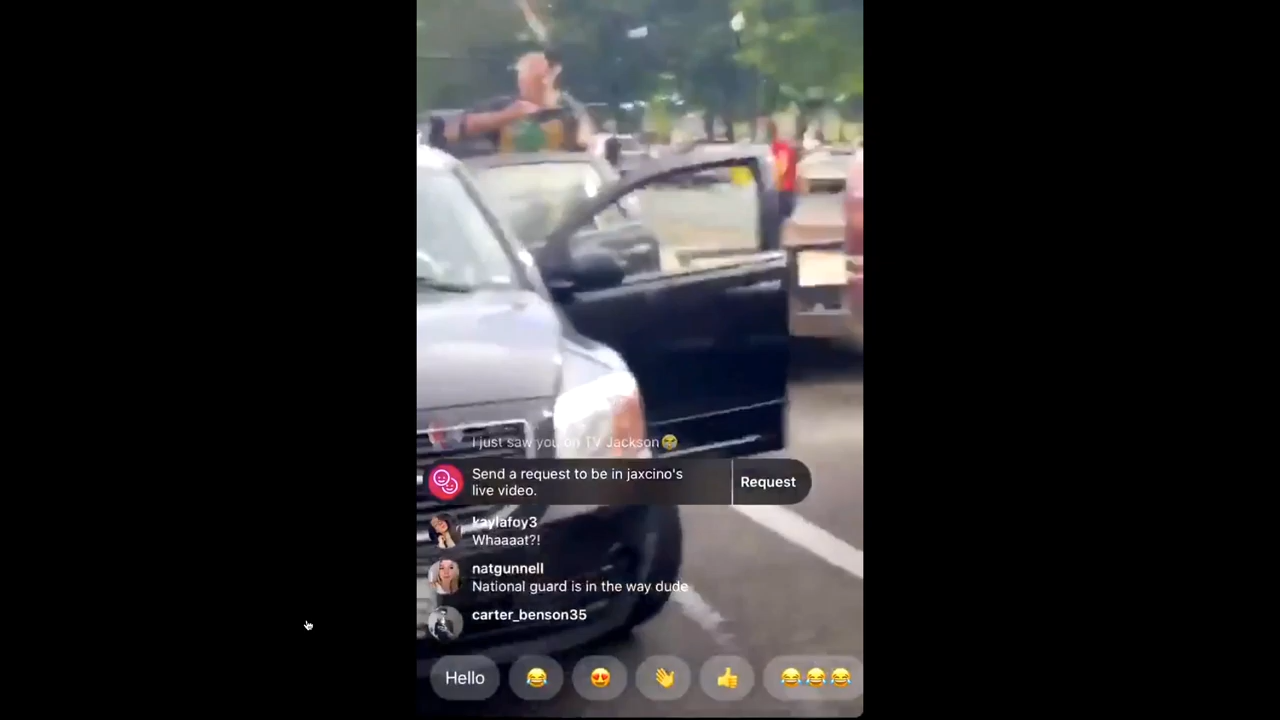 I just saw you on TV Jackson😭
Send a request to be in jaxcino's
live video.
Request
kaylafoy3
Whaaaat?!
natgunnell
National guard is in the way dude
carter_benson35
Hello